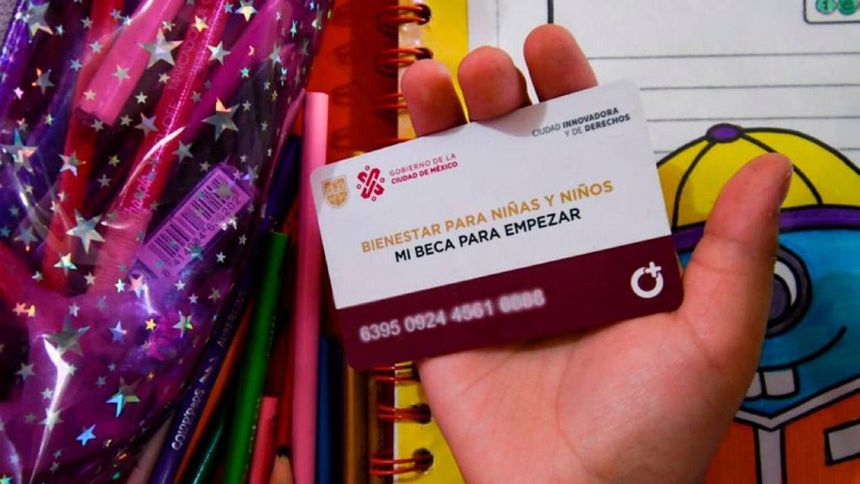 GOBIERNO DE LA
CIUDAD DE MÉXICO
CIUDAD INNOVADORA
Y DE DERECHOS
BIENESTAR PARA NIÑAS Y NIÑOS
MI BECA PARA EMPEZAR
6395 0924 4561